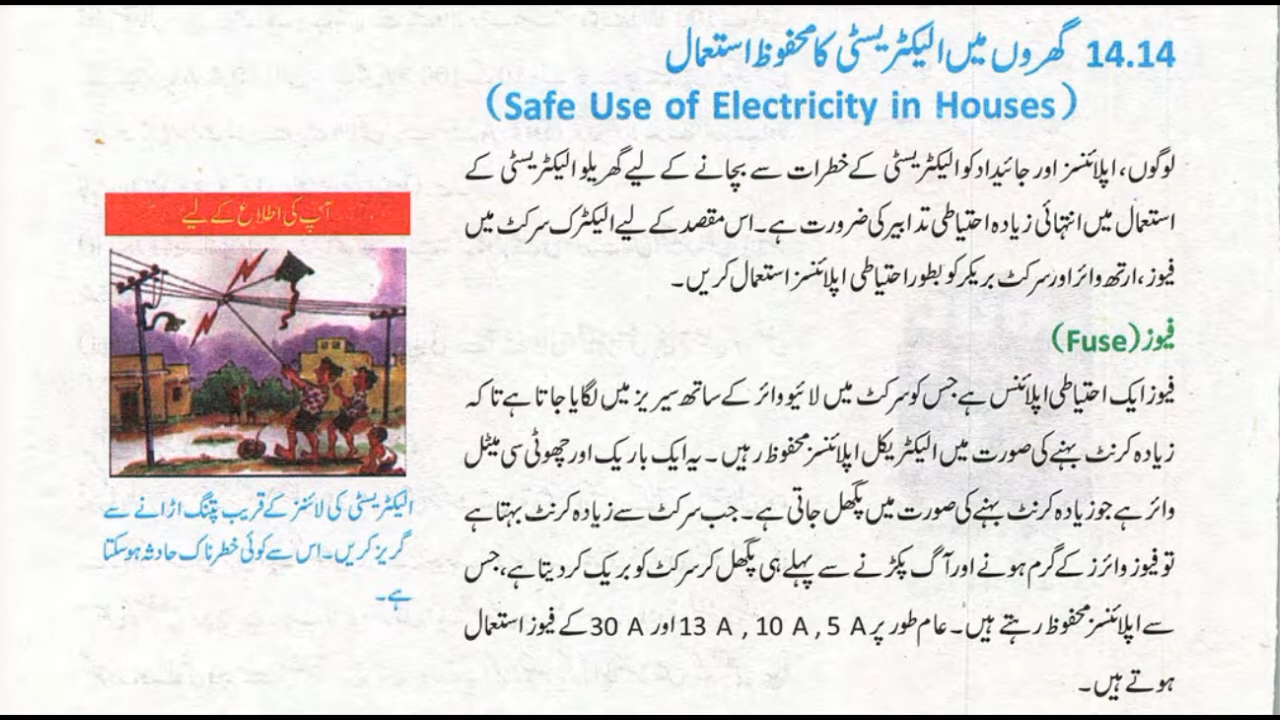 14.14 گھروں میں الیکٹریسٹی کا محفوظ استعمال
(Safe Use of Electricity in Houses)
لوگوں، اپلائنسز اور جائیداد کو الیکٹریسٹی کے خطرات سے بچانے کے لیے گھریلو الیکٹریسٹی کے
استعمال میں انتہائی زیادہ احتیاطی تدابیر کی ضرورت ہے۔ اس مقصد کے لیے الیکٹرک سرکٹ میں
فیوز، ارتھ وائر اور سرکٹ بریکر کو بطور احتیاطی اپلائنسز استعمال کریں۔
فیوز (Fuse)
فیوز ایک احتیاطی اپلائنس ہے جس کو سرکٹ میں لائیو وائر کے ساتھ سیریز میں لگایا جاتا ہے تاکہ
زیادہ کرنٹ بہنے کی صورت میں الیکٹریکل اپلائنسز محفوظ رہیں۔ یہ ایک باریک اور چھوٹی سی میٹل
وائر ہے جو زیادہ کرنٹ بہنے کی صورت میں پگھل جاتی ہے۔ جب سرکٹ سے زیادہ کرنٹ بہتا ہے
تو فیوز وائرز کے گرم ہونے اور آگ پکڑنے سے پہلے ہی پگھل کر سرکٹ کو بریک کر دیتا ہے، جس
سے اپلائنسز محفوظ رہتے ہیں۔ عام طور پر 5 A، 10 A، 13 A اور 30 A کے فیوز استعمال
ہوتے ہیں۔
آپ کی اطلاع کے لیے
الیکٹریسٹی کی لائنز کے قریب پتنگ اڑانے سے
گریز کریں۔ اس سے کوئی خطرناک حادثہ ہو سکتا
ہے۔